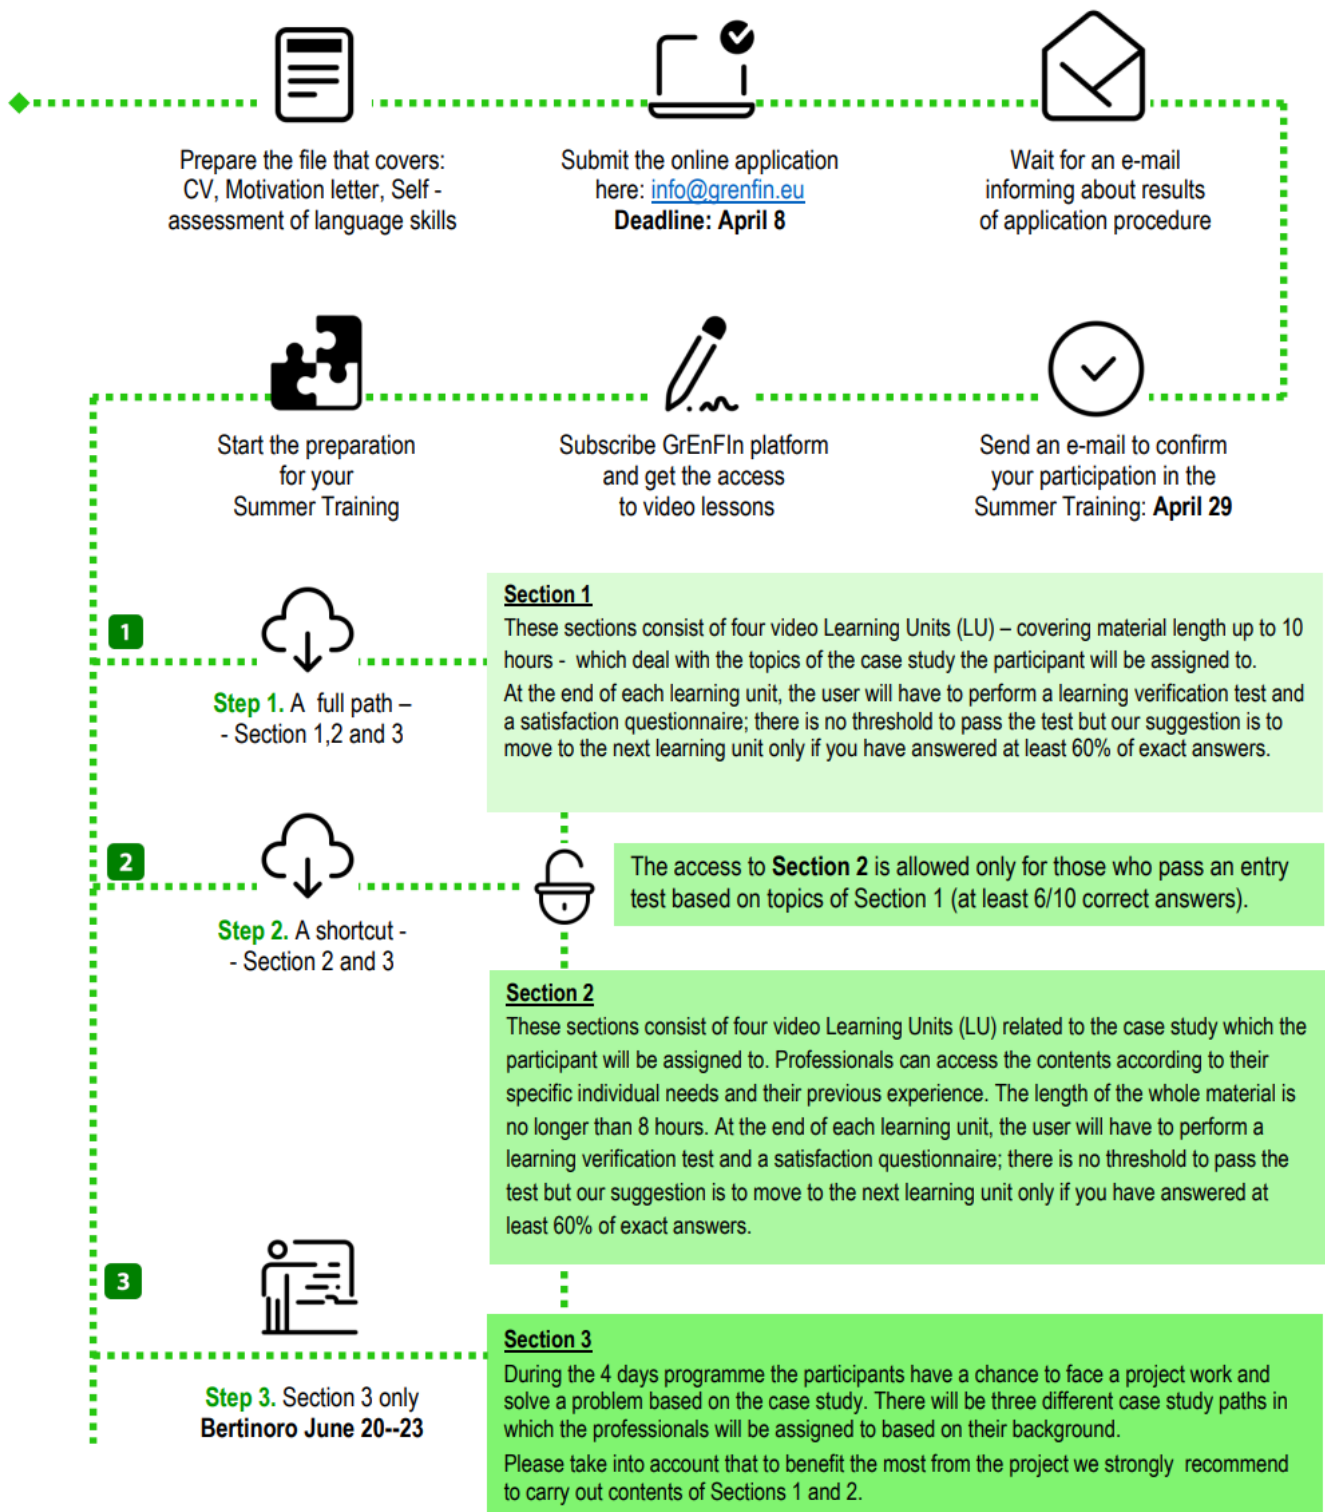 Prepare the file that covers:
CV, Motivation letter, Self -
assessment of language skills
Submit the online application
here: info@grenfin.eu
Deadline: April 8
Wait for an e-mail
informing about results
of application procedure
Start the preparation
for your
Summer Training
Subscribe GrEnFIn platform
and get the access
to video lessons
Send an e-mail to confirm
your participation in the
Summer Training: April 29
1
Step 1. A full path –
- Section 1,2 and 3
Section 1
These sections consist of four video Learning Units (LU) – covering material length up to 10
hours - which deal with the topics of the case study the participant will be assigned to.
At the end of each learning unit, the user will have to perform a learning verification test and
a satisfaction questionnaire; there is no threshold to pass the test but our suggestion is to
move to the next learning unit only if you have answered at least 60% of exact answers.
2
Step 2. A shortcut -
- Section 2 and 3
The access to Section 2 is allowed only for those who pass an entry
test based on topics of Section 1 (at least 6/10 correct answers).
Section 2
These sections consist of four video Learning Units (LU) related to the case study which the
participant will be assigned to. Professionals can access the contents according to their
specific individual needs and their previous experience. The length of the whole material is
no longer than 8 hours. At the end of each learning unit, the user will have to perform a
learning verification test and a satisfaction questionnaire; there is no threshold to pass the
test but our suggestion is to move to the next learning unit only if you have answered at
least 60% of exact answers.
3
Step 3. Section 3 only
Bertinoro June 20--23
Section 3
During the 4 days programme the participants have a chance to face a project work and
solve a problem based on the case study. There will be three different case study paths in
which the professionals will be assigned to based on their background.
Please take into account that to benefit the most from the project we strongly recommend
to carry out contents of Sections 1 and 2.